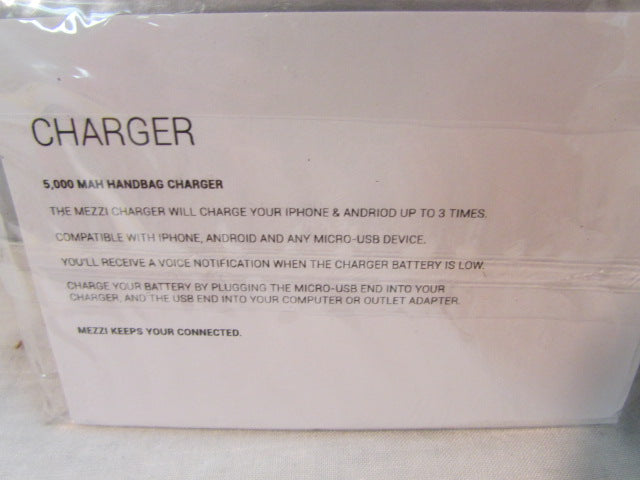 CHARGER
5,000 MAH HANDBAG CHARGER
THE MEZZI CHARGER WILL CHARGE YOUR IPHONE & ANDRIOD UP TO 3 TIMES.
COMPATIBLE WITH IPHONE, ANDROID AND ANY MICRO-USB DEVICE.
YOU'LL RECEIVE A VOICE NOTIFICATION WHEN THE CHARGER BATTERY IS LOW.
CHARGE YOUR BATTERY BY PLUGGING THE MICRO-USB END INTO YOUR
CHARGER, AND THE USB END INTO YOUR COMPUTER OR OUTLET ADAPTER.
MEZZI KEEPS YOUR CONNECTED.